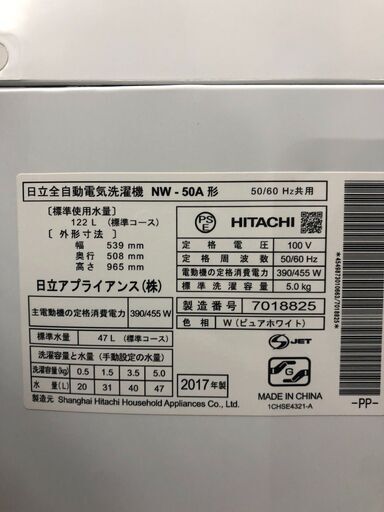 日立全自動電気洗濯機 NW-50A 形 50/60 Hz共用
〔標準使用水量〕
122 L (標準コース)
〔外形寸法〕
幅 539 mm
奥行 508 mm
高さ 965 mm
日立アプライアンス(株)
PS
E
HITACHI
定格電圧 100 V
定格周波数 50/60 Hz
電動機の定格消費電力 390/455 W
標準洗濯容量 5.0 kg
主電動機の定格消費電力 390/455 W
製造番号 7018825
色相 W (ピュアホワイト)
標準水量 47 L (標準コース)
洗濯容量と水量 (手動設定の水量)
洗濯容量(kg) 0.5 1.5 3.5 5.0
水量(L) 20 31 40 47
2017年製
S JET
G
MADE IN CHINA
1CHSE4321-A
製造元 Shanghai Hitachi Household Appliances Co., Ltd.
-PP-